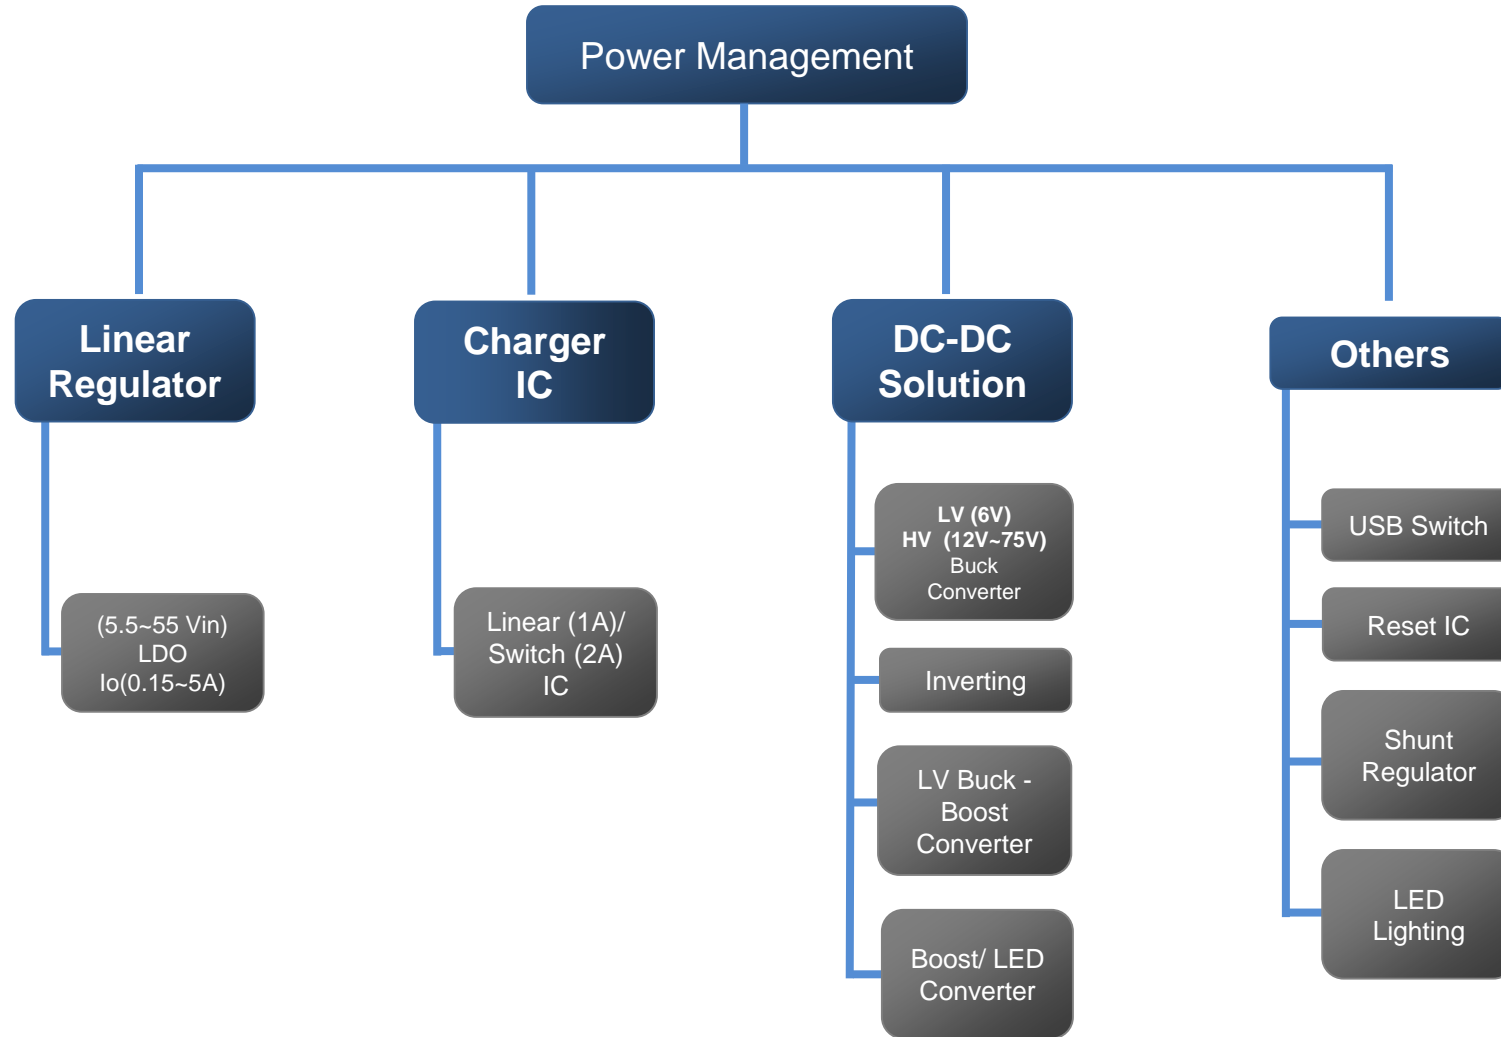 Power Management
Linear
Regulator
(5.5~55 Vin)
LDO
Io(0.15~5A)
Charger
IC
Linear (1A)/
Switch (2A)
IC
DC-DC
Solution
LV (6V)
HV  (12V~75V)
Buck
Converter
Inverting
LV Buck -
Boost
Converter
Boost/ LED
Converter
Others
USB Switch
Reset IC
Shunt
Regulator
LED
Lighting